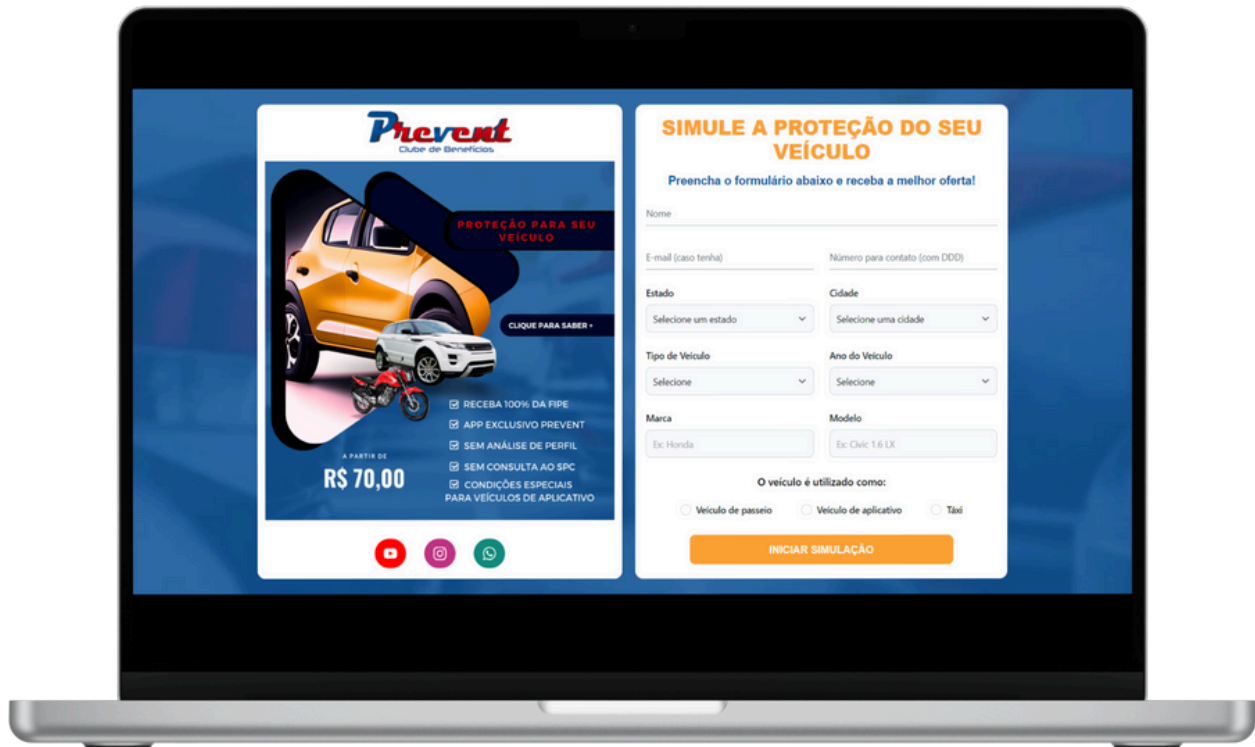 Prevent
Clube de Benefícios
PROTEÇÃO PARA SEU
VEÍCULO
CLIQUE PARA SABER +
RECEBA 100% DA FIPE
APP EXCLUSIVO PREVENT
SEM ANÁLISE DE PERFIL
SEM CONSULTA AO SPC
CONDIÇÕES ESPECIAIS
PARA VEÍCULOS DE APLICATIVO
A PARTIR DE
R$ 70,00
SIMULE A PROTEÇÃO DO SEU
VEÍCULO
Preencha o formulário abaixo e receba a melhor oferta!
Nome
E-mail (caso tenha) Número para contato (com DDD)
Estado Cidade
Selecione um estado Selecione uma cidade
Tipo de Veículo Ano do Veículo
Selecione Selecione
Marca Modelo
Ex: Honda Ex: Civic 1.6 LX
O veículo é utilizado como:
Veículo de passeio Veículo de aplicativo Táxi
INICIAR SIMULAÇÃO